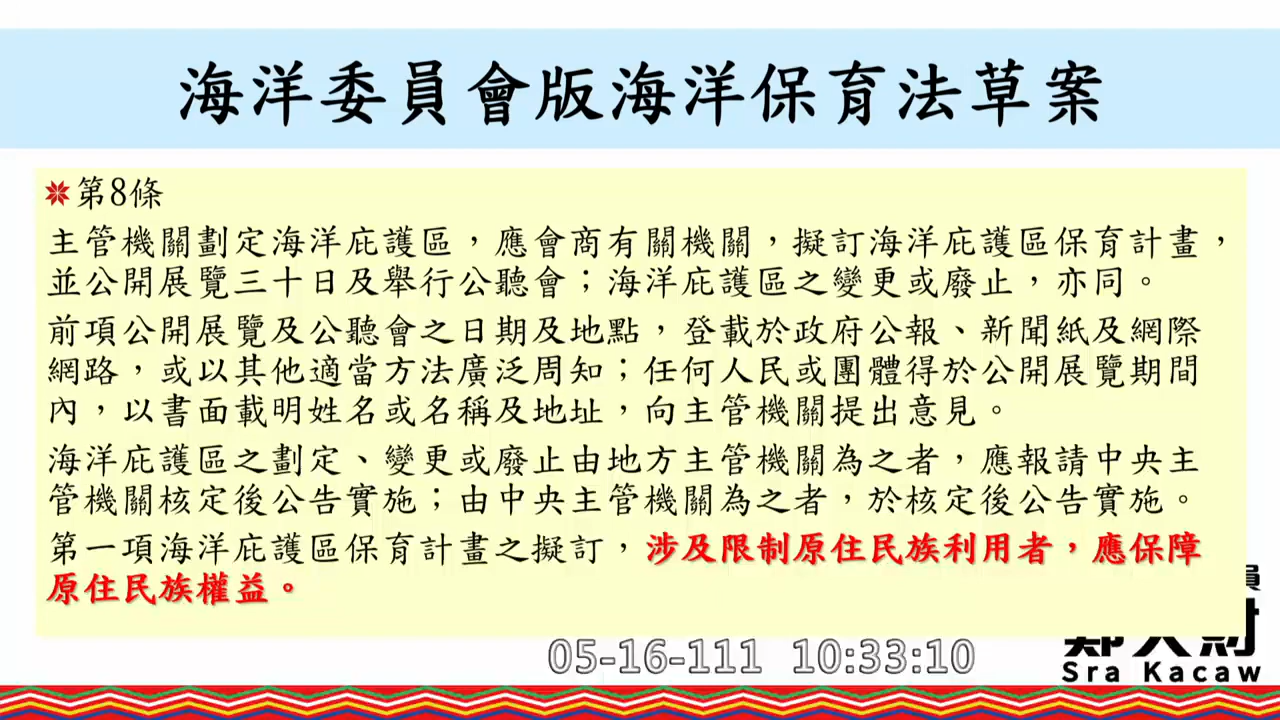 海洋委員會版海洋保育法草案
第8條
主管機關劃定海洋庇護區，應會商有關機關，擬訂海洋庇護區保育計畫，
並公開展覽三十日及舉行公聽會；海洋庇護區之變更或廢止，亦同。
前項公開展覽及公聽會之日期及地點，登載於政府公報、新聞紙及網際
網路，或以其他適當方法廣泛周知；任何人民或團體得於公開展覽期間
內，以書面載明姓名或名稱及地址，向主管機關提出意見。
海洋庇護區之劃定、變更或廢止由地方主管機關為之者，應報請中央主
管機關核定後公告實施；由中央主管機關為之者，於核定後公告實施。
第一項海洋庇護區保育計畫之擬訂，涉及限制原住民族利用者，應保障
原住民族權益。
員
鄭天財
Sra Kacaw
05-16-111 10:33:10